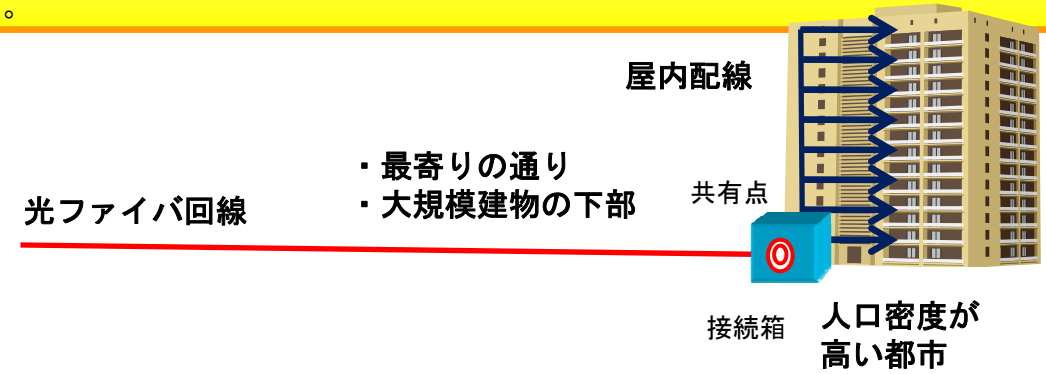 。
屋内配線
・最寄りの通り
・大規模建物の下部
共有点
光ファイバ回線
接続箱
人口密度が
高い都市